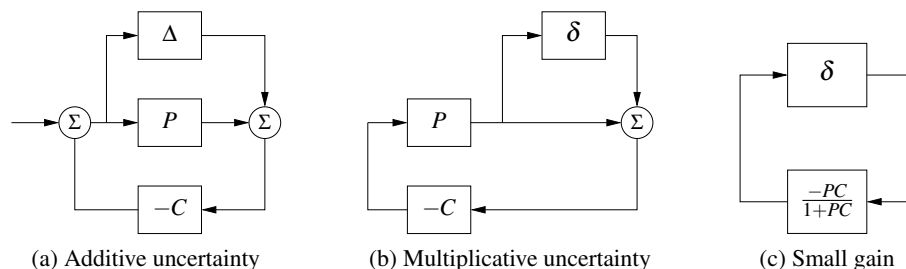 Δ δ
δ
Σ P Σ P Σ
−C −C −PC
1+PC
(a) Additive uncertainty (b) Multiplicative uncertainty (c) Small gain